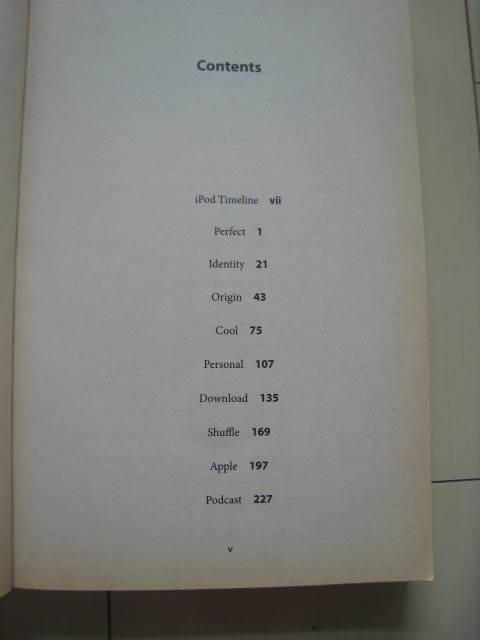 Contents
iPod Timeline vii
Perfect 1
Identity 21
Origin 43
Cool 75
Personal 107
Download 135
Shuffle 169
Apple 197
Podcast 227
v